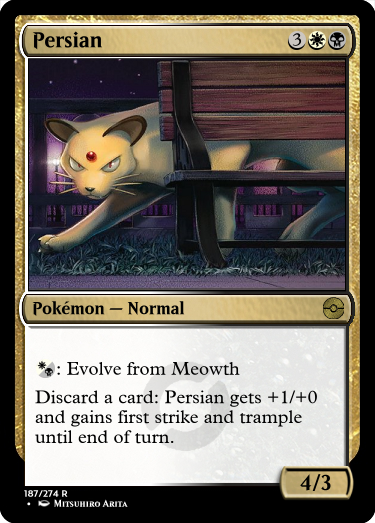 Persian 3
Pokémon — Normal
: Evolve from Meowth
Discard a card: Persian gets +1/+0
and gains first strike and trample
until end of turn.
4/3
187/274 R
• Mitsuhiro Arita